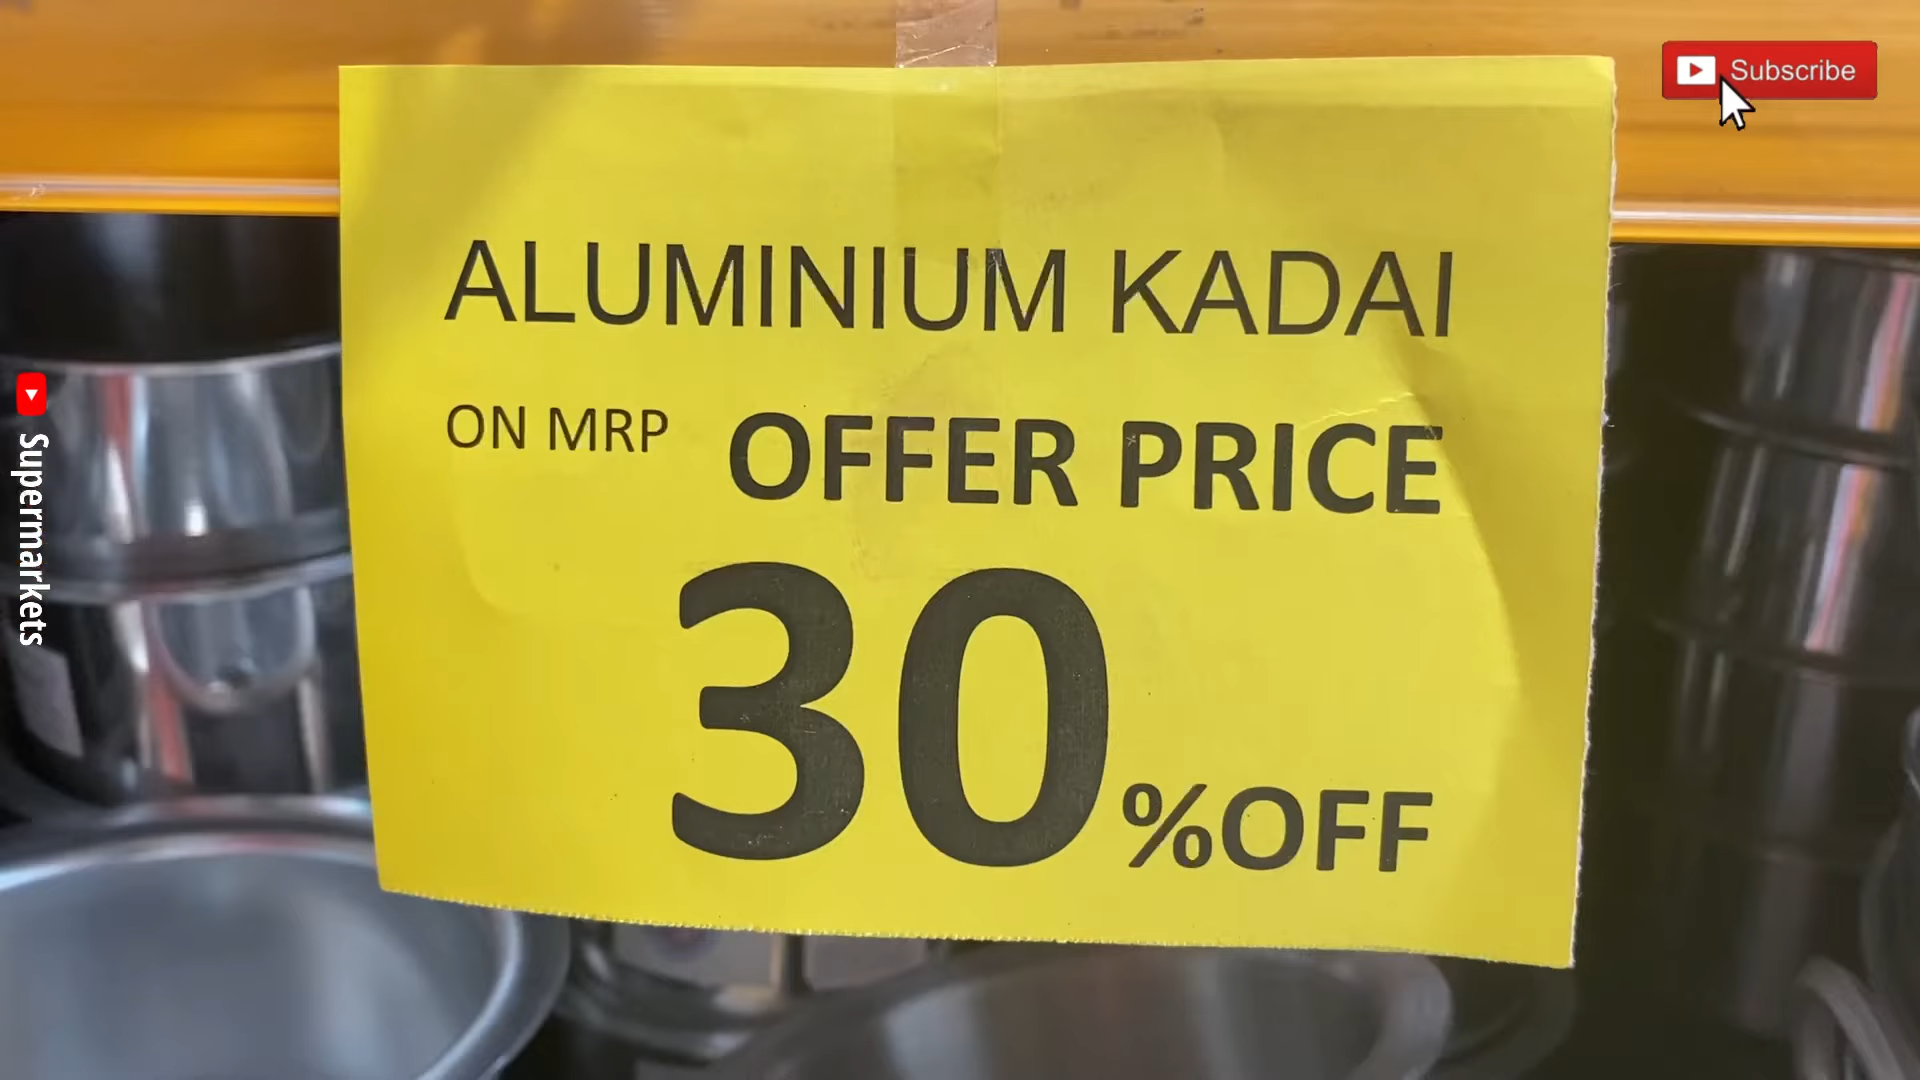 Subscribe
ALUMINIUM KADAI
ON MRP OFFER PRICE
30 %OFF
Supermarkets